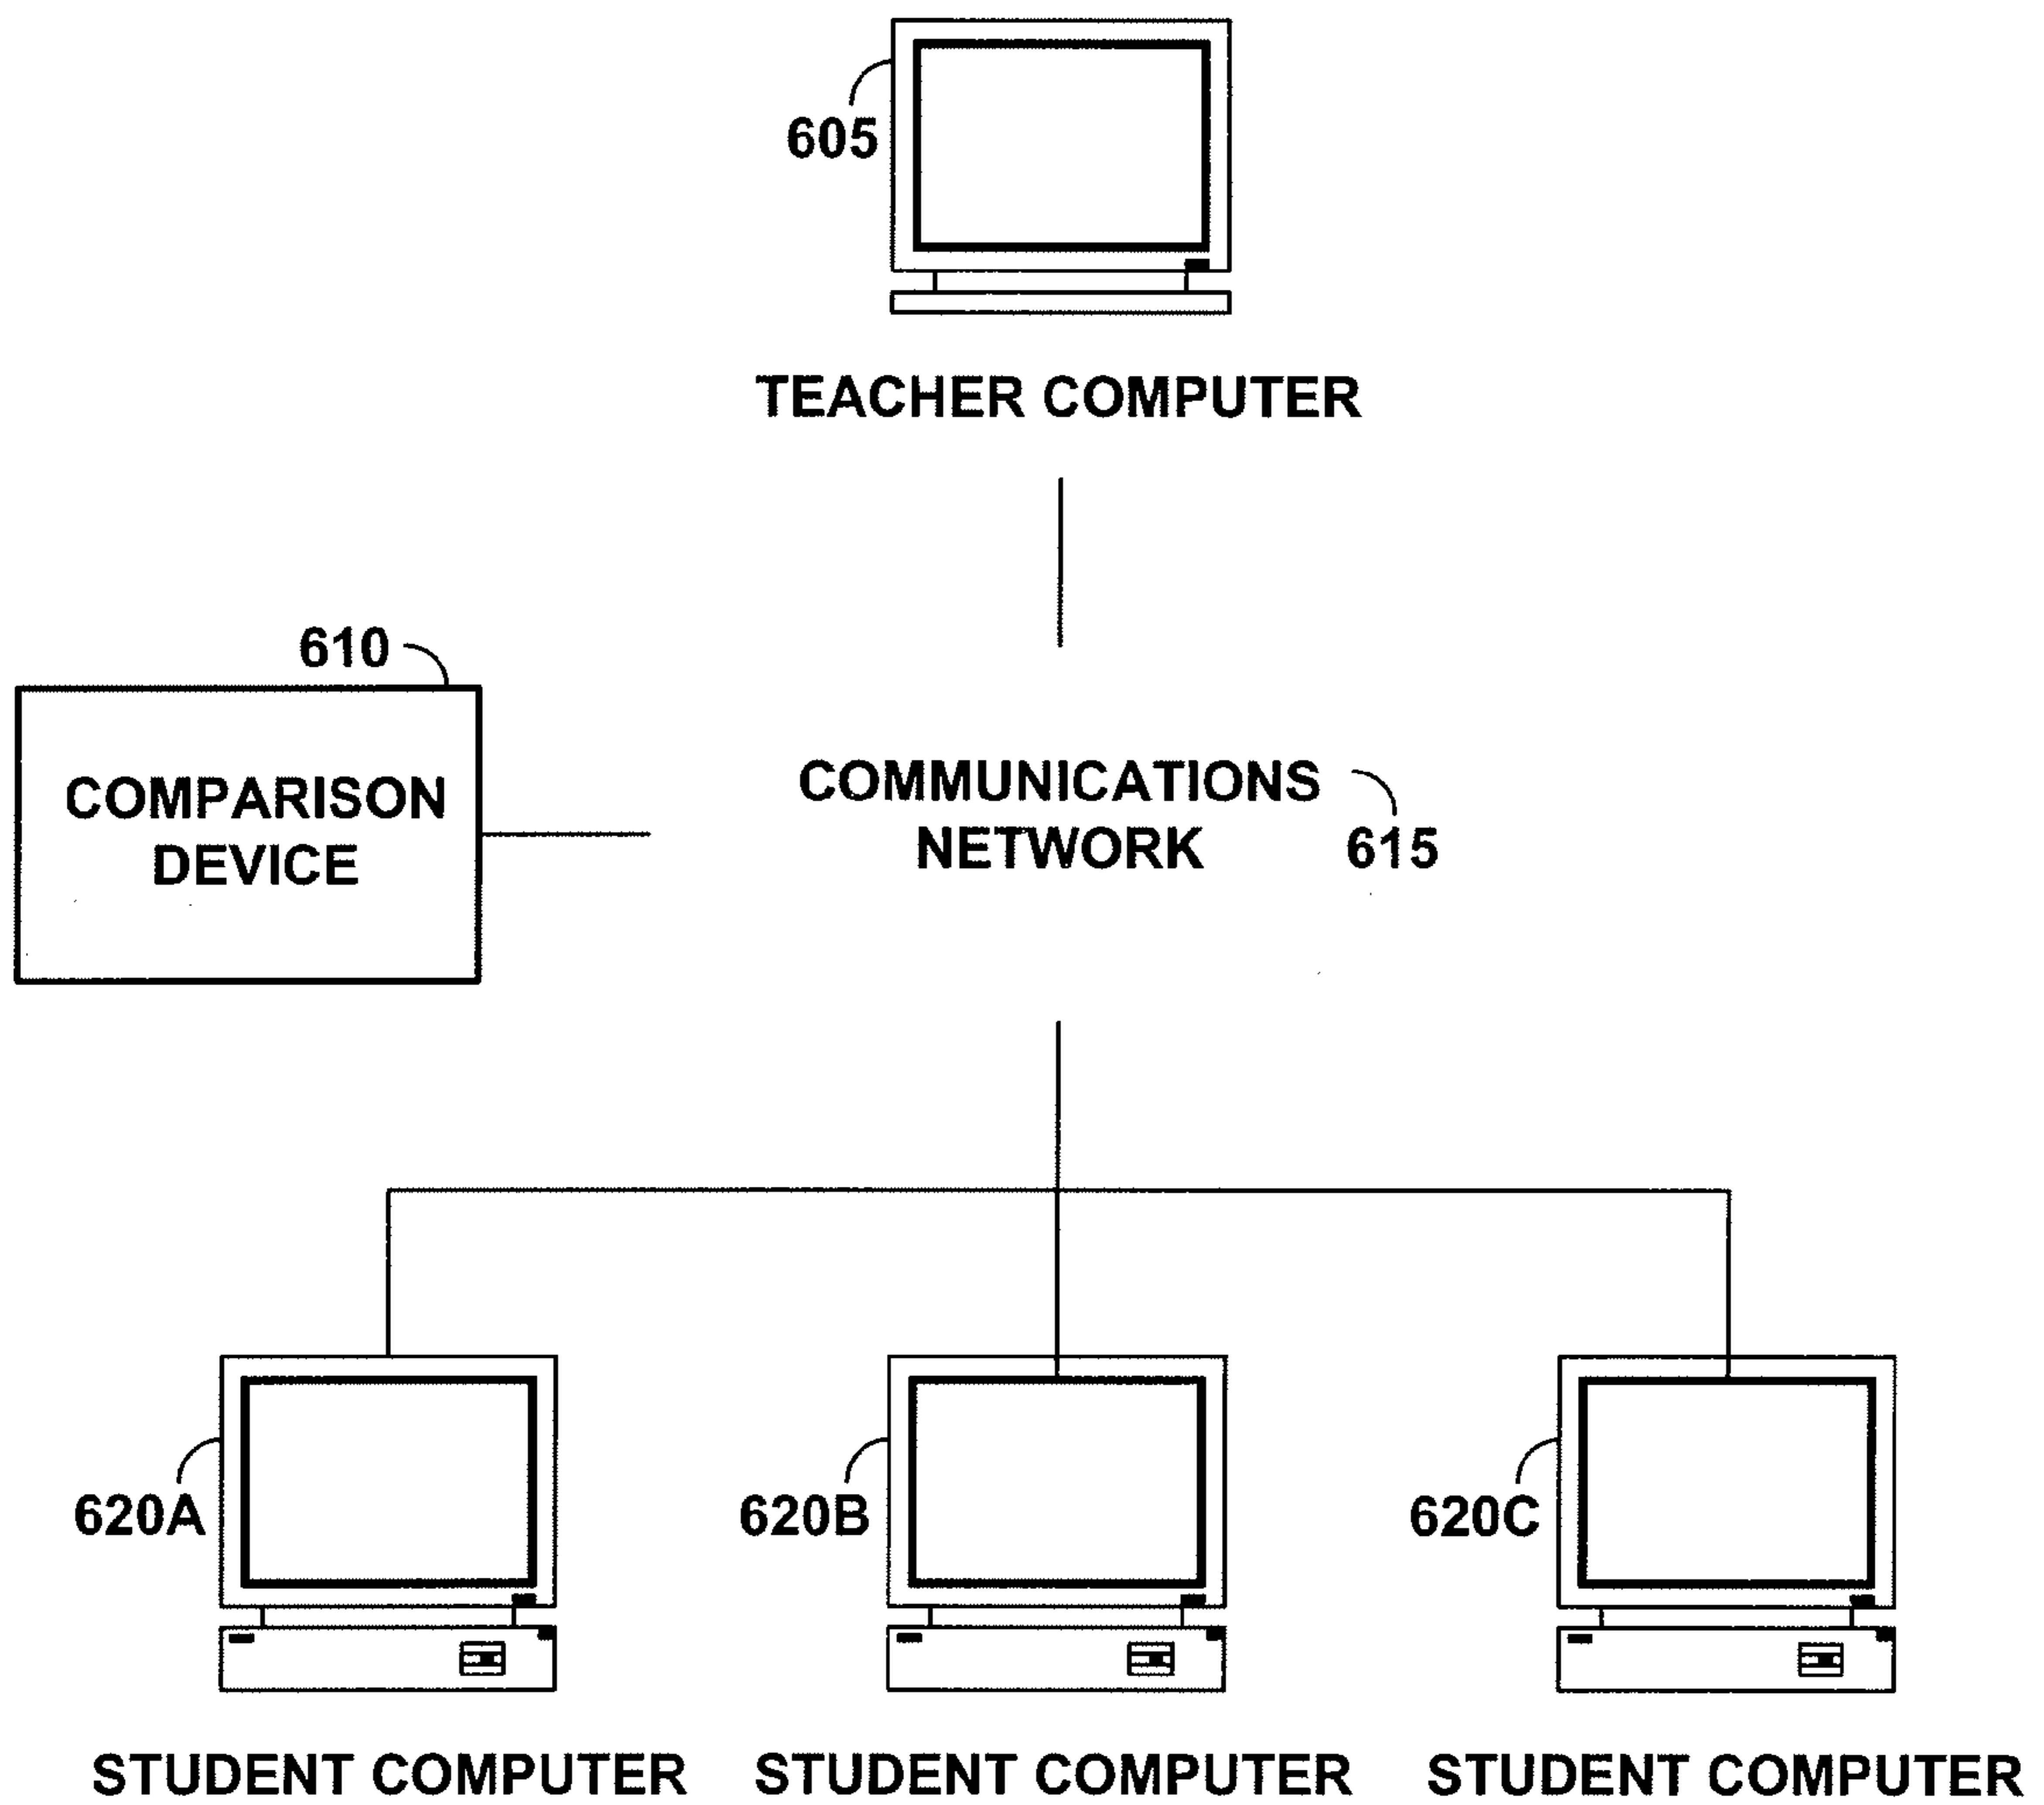 605
TEACHER COMPUTER
610
COMPARISON
DEVICE
COMMUNICATIONS
NETWORK
615
620A
620B
620C
STUDENT COMPUTER
STUDENT COMPUTER
STUDENT COMPUTER